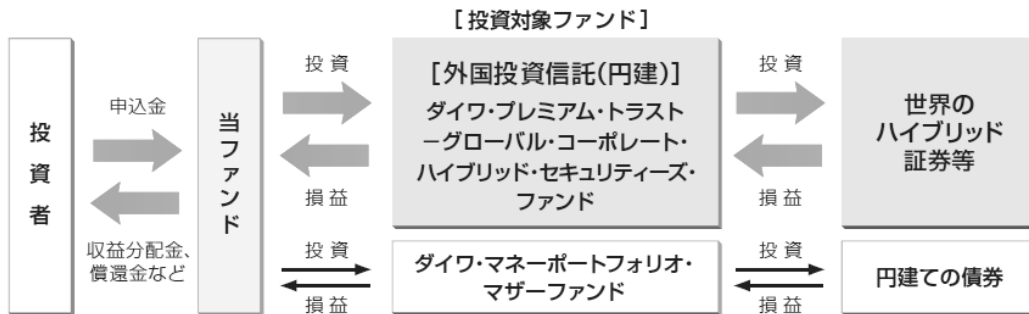 [投資対象ファンド]
投資者
申込金
収益分配金、
償還金など
当ファンド
投資
損益
[外国投資信託(円建)]
ダイワ・プレミアム・トラスト
－グローバル・コーポレート・
ハイブリッド・セキュリティーズ・
ファンド
投資
損益
世界の
ハイブリッド
証券等
投資
損益
ダイワ・マネーポートフォリオ・
マザーファンド
投資
損益
円建ての債券